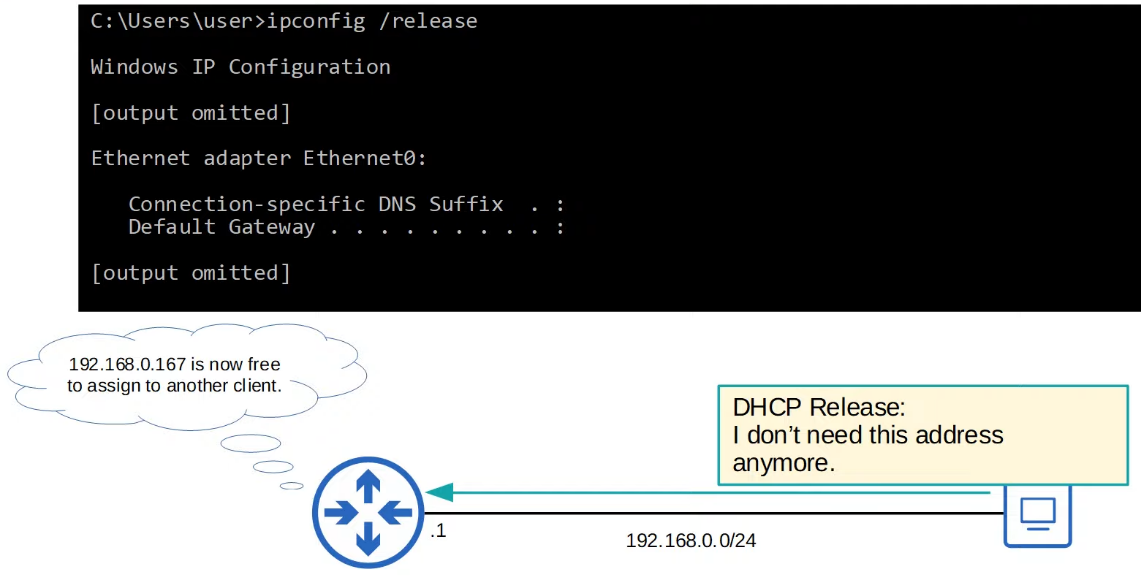 C:\Users\user>ipconfig /release
Windows IP Configuration
[output omitted]
Ethernet adapter Ethernet0:
Connection-specific DNS Suffix  . :
Default Gateway . . . . . . . . . :
[output omitted]
192.168.0.167 is now free
to assign to another client.
DHCP Release:
I don’t need this address
anymore.
.1
192.168.0.0/24